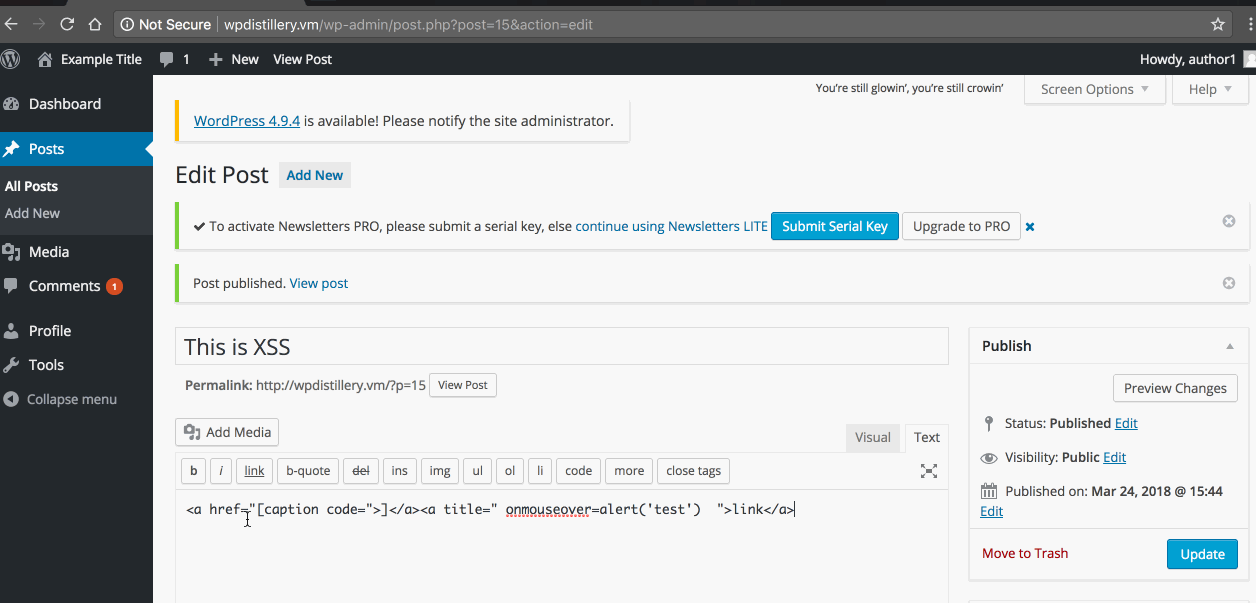 Not Secure wpdistillery.vm/wp-admin/post.php?post=15&action=edit
Example Title 1 New View Post Howdy, author1
You're still glowin', you're still crowin' Screen Options Help
Dashboard
Posts
All Posts
Add New
Media
Comments 1
Profile
Tools
Collapse menu
WordPress 4.9.4 is available! Please notify the site administrator.
Edit Post Add New
To activate Newsletters PRO, please submit a serial key, else continue using Newsletters LITE Submit Serial Key Upgrade to PRO
Post published. View post
This is XSS
Permalink: http://wpdistillery.vm/?p=15 View Post
Add Media
Visual Text
b i link b-quote del ins img ul ol li code more close tags
<a href="[caption code=">]</a><a title=" onmouseover=alert('test')  ">link</a>
Publish
Preview Changes
Status: Published Edit
Visibility: Public Edit
Published on: Mar 24, 2018 @ 15:44
Edit
Move to Trash Update